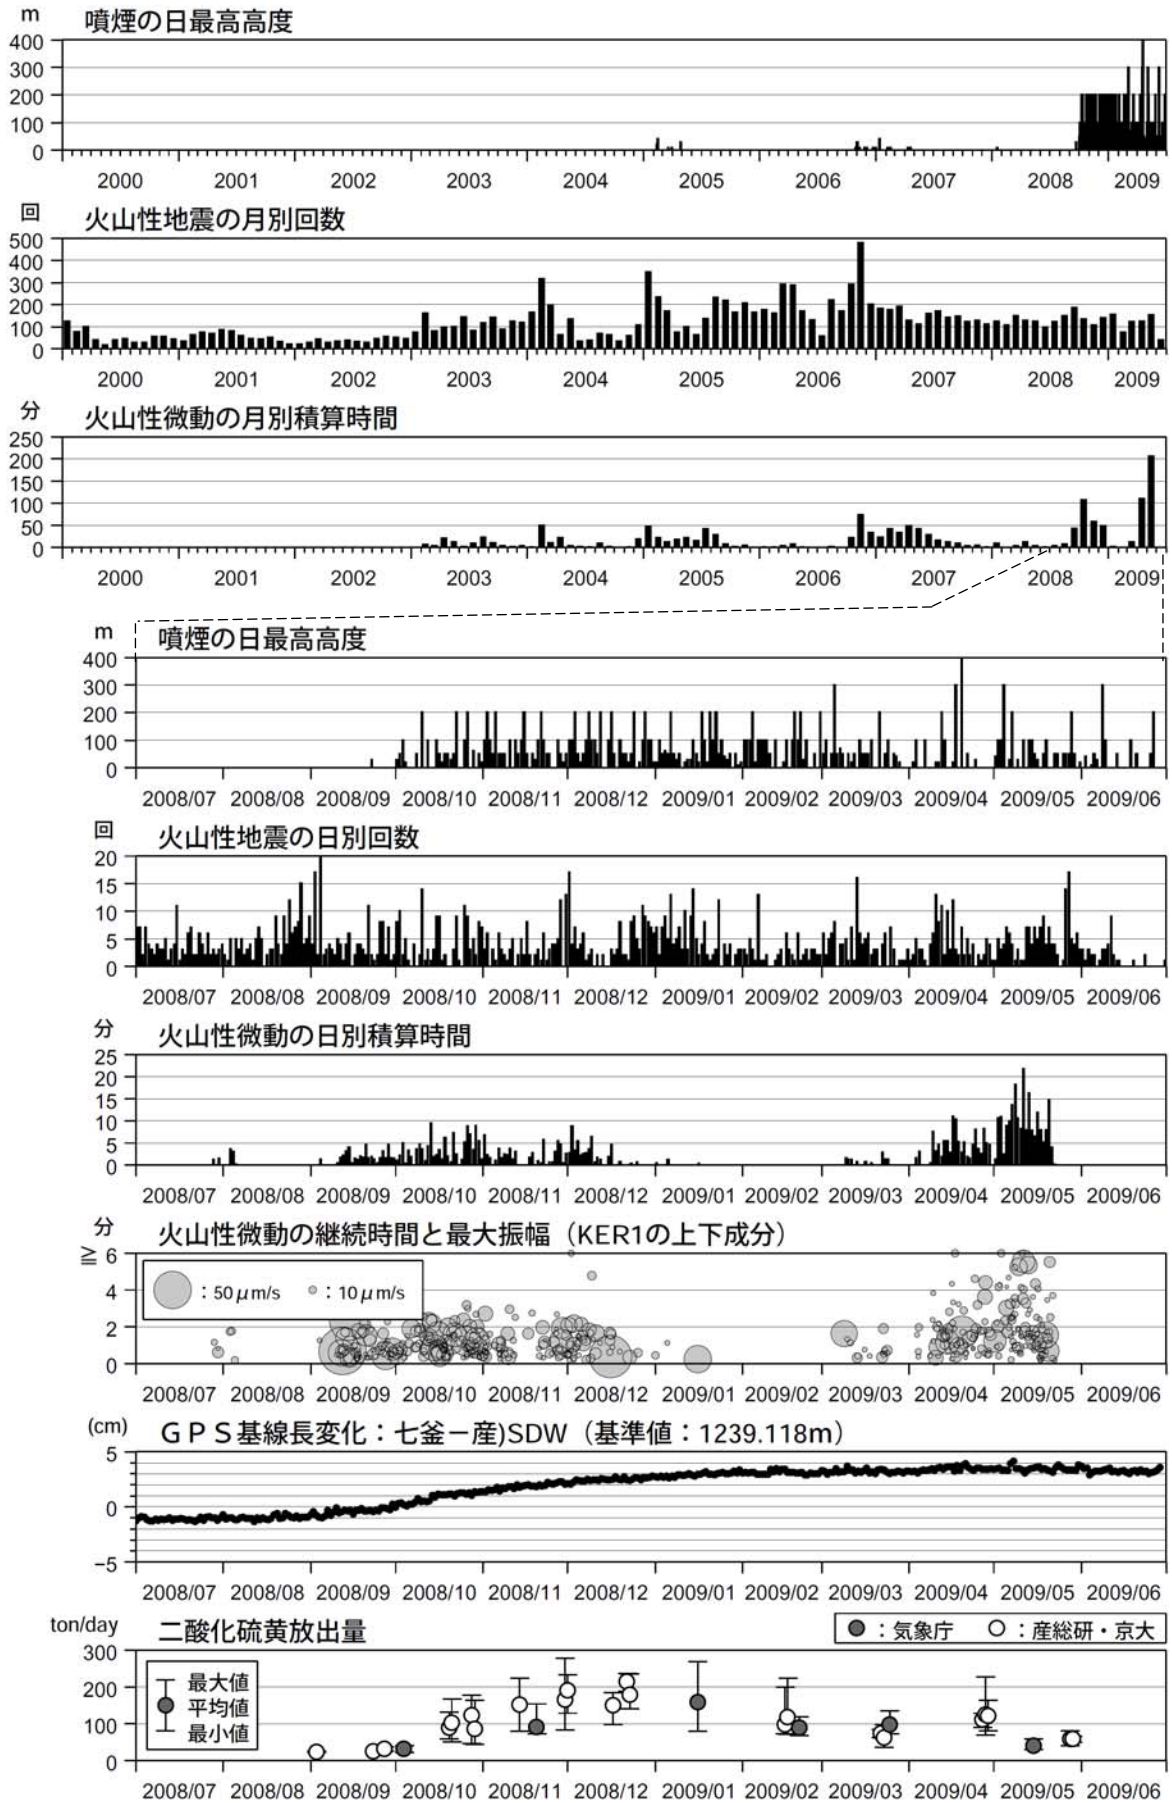 m 噴煙の日最高高度
400
300
200
100
0
2000 2001 2002 2003 2004 2005 2006 2007 2008 2009
回 火山性地震の月別回数
500
400
300
200
100
0
2000 2001 2002 2003 2004 2005 2006 2007 2008 2009
分 火山性微動の月別積算時間
250
200
150
100
50
0
2000 2001 2002 2003 2004 2005 2006 2007 2008 2009
m 噴煙の日最高高度
400
300
200
100
0
2008/07 2008/08 2008/09 2008/10 2008/11 2008/12 2009/01 2009/02 2009/03 2009/04 2009/05 2009/06
回 火山性地震の日別回数
20
15
10
5
0
2008/07 2008/08 2008/09 2008/10 2008/11 2008/12 2009/01 2009/02 2009/03 2009/04 2009/05 2009/06
分 火山性微動の日別積算時間
25
20
15
10
5
0
2008/07 2008/08 2008/09 2008/10 2008/11 2008/12 2009/01 2009/02 2009/03 2009/04 2009/05 2009/06
分 火山性微動の継続時間と最大振幅（KER1の上下成分）
≧ 6
4
2
0
：50μm/s ：10μm/s
2008/07 2008/08 2008/09 2008/10 2008/11 2008/12 2009/01 2009/02 2009/03 2009/04 2009/05 2009/06
(cm) ＧＰＳ基線長変化：七釜－産)SDW（基準値：1239.118m）
5
0
−5
2008/07 2008/08 2008/09 2008/10 2008/11 2008/12 2009/01 2009/02 2009/03 2009/04 2009/05 2009/06
ton/day 二酸化硫黄放出量
：気象庁 ：産総研・京大
300
200
100
0
最大値
平均値
最小値
2008/07 2008/08 2008/09 2008/10 2008/11 2008/12 2009/01 2009/02 2009/03 2009/04 2009/05 2009/06